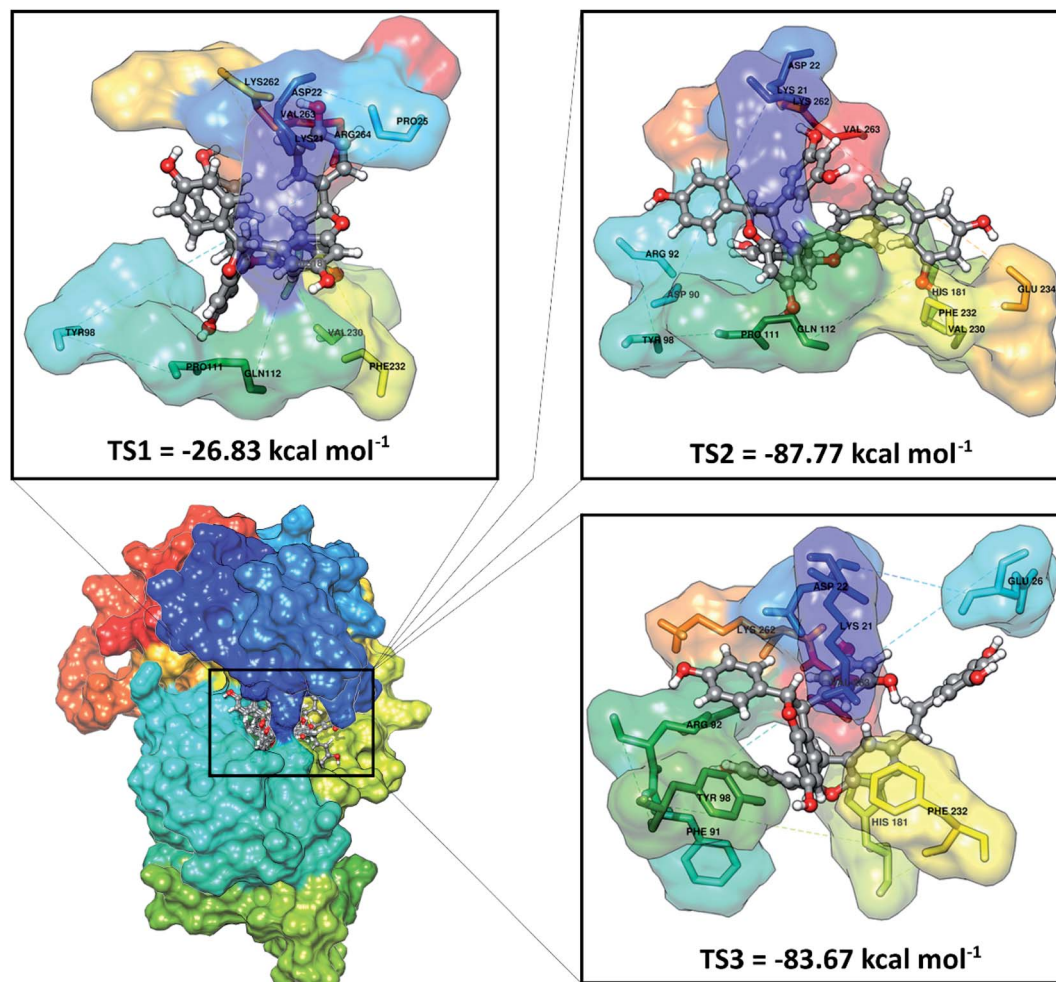 LYS262
ASP22
VAL263
PRO25
ARG264
LYS21
TYR98
VAL230
PRO111
GLN112
PHE232
TS1 = -26.83 kcal mol⁻¹
ASP 22
LYS 21
LYS 262
VAL 263
ARG 92
ASP 90
HIS 181
GLU 234
PHE 232
PRO 111
GLN 112
VAL 230
TYR 98
TS2 = -87.77 kcal mol⁻¹
GLU 26
ASP 22
LYS 21
LYS 262
ARG 92
TYR 98
PHE 232
HIS 181
PHE 91
TS3 = -83.67 kcal mol⁻¹